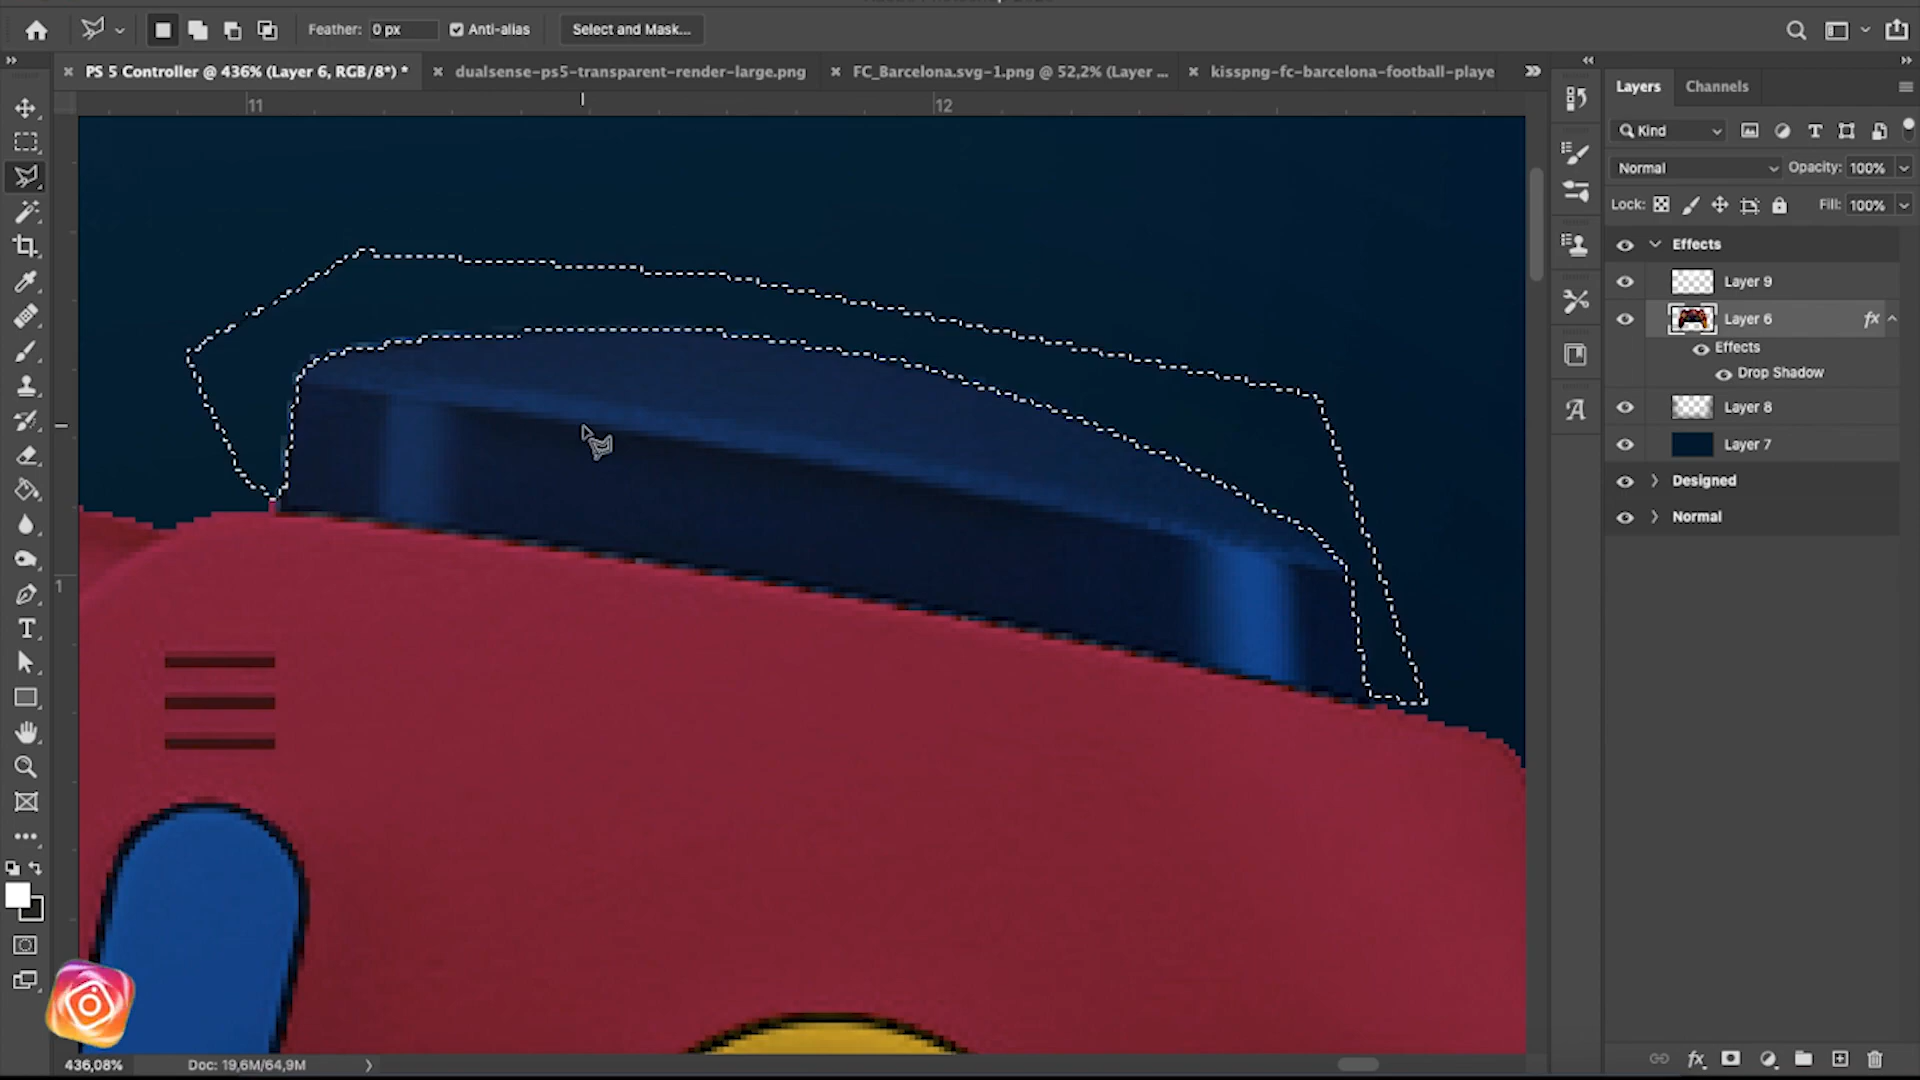 Feather: 0 px Anti-alias Select and Mask...
PS 5 Controller @ 436% (Layer 6, RGB/8*) * dualsense-ps5-transparent-render-large.png FC_Barcelona.svg-1.png @ 52,2% (Layer ... kisspng-fc-barcelona-football-playe
11 12
1
Layers Channels
Kind
Normal Opacity: 100%
Lock: Fill: 100%
Effects
Layer 9
Layer 6 fx
Effects
Drop Shadow
Layer 8
Layer 7
Designed
Normal
436,08% Doc: 19,6M/64,9M